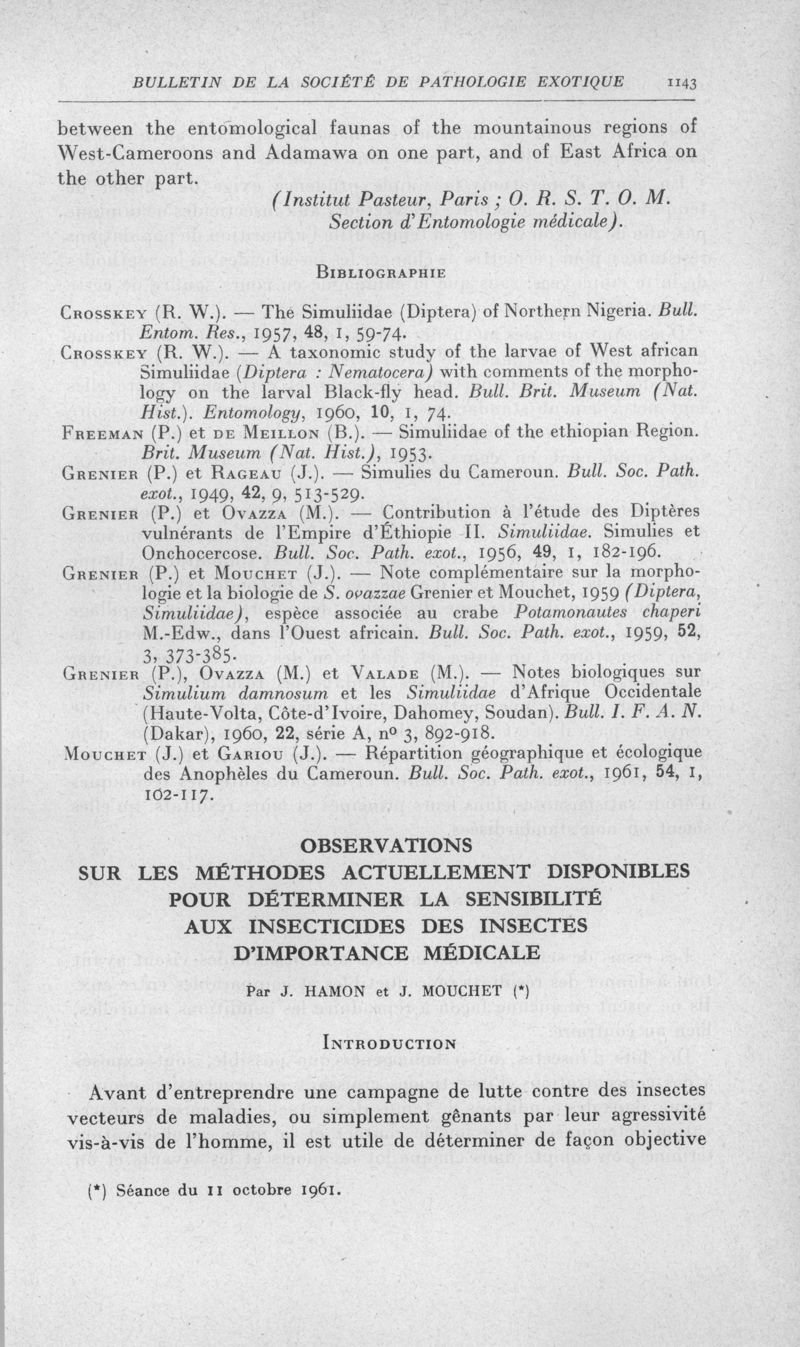 BULLETIN DE LA SOCIÉTÉ DE PATHOLOGIE EXOTIQUE 1143
between the entomological faunas of the mountainous regions of
West-Cameroons and Adamawa on one part, and of East Africa on
the other part.
(Institut Pasteur, Paris ; O. R. S. T. O. M.
Section d'Entomologie médicale).
BIBLIOGRAPHIE
CROSSKEY (R. W.). — The Simuliidae (Diptera) of Northern Nigeria. Bull.
Entom. Res., 1957, 48, 1, 59-74.
CROSSKEY (R. W.). — A taxonomic study of the larvae of West african
Simuliidae (Diptera : Nematocera) with comments of the morpho-
logy on the larval Black-fly head. Bull. Brit. Museum (Nat.
Hist.). Entomology, 1960, 10, 1, 74.
FREEMAN (P.) et DE MEILLON (B.). — Simuliidae of the ethiopian Region.
Brit. Museum (Nat. Hist.), 1953.
GRENIER (P.) et RAGEAU (J.). — Simulies du Cameroun. Bull. Soc. Path.
exot., 1949, 42, 9, 513-529.
GRENIER (P.) et OVAZZA (M.). — Contribution à l'étude des Diptères
vulnérants de l'Empire d'Éthiopie II. Simuliidae. Simulies et
Onchocercose. Bull. Soc. Path. exot., 1956, 49, 1, 182-196.
GRENIER (P.) et MOUCHET (J.). — Note complémentaire sur la morpho-
logie et la biologie de S. ovazzae Grenier et Mouchet, 1959 (Diptera,
Simuliidae), espèce associée au crabe Potamonautes chaperi
M.-Edw., dans l'Ouest africain. Bull. Soc. Path. exot., 1959, 52,
3, 373-385.
GRENIER (P.), OVAZZA (M.) et VALADE (M.). — Notes biologiques sur
Simulium damnosum et les Simuliidae d'Afrique Occidentale
(Haute-Volta, Côte-d'Ivoire, Dahomey, Soudan). Bull. I. F. A. N.
(Dakar), 1960, 22, série A, nº 3, 892-918.
MOUCHET (J.) et GARIOU (J.). — Répartition géographique et écologique
des Anophèles du Cameroun. Bull. Soc. Path. exot., 1961, 54, 1,
102-117.
OBSERVATIONS
SUR LES MÉTHODES ACTUELLEMENT DISPONIBLES
POUR DÉTERMINER LA SENSIBILITÉ
AUX INSECTICIDES DES INSECTES
D'IMPORTANCE MÉDICALE
Par J. HAMON et J. MOUCHET (*)
INTRODUCTION
Avant d'entreprendre une campagne de lutte contre des insectes
vecteurs de maladies, ou simplement gênants par leur agressivité
vis-à-vis de l'homme, il est utile de déterminer de façon objective
(*) Séance du 11 octobre 1961.